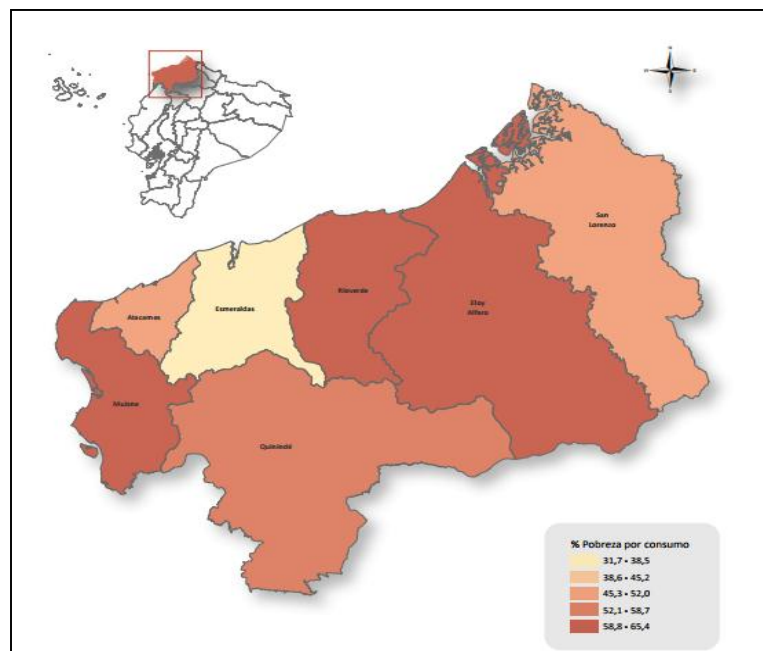 San
Lorenzo
Rioverde
Eloy
Alfaro
Esmeraldas
Atacames
Muisne
Quinindé
% Pobreza por consumo
31,7 - 38,5
38,6 - 45,2
45,3 - 52,0
52,1 - 58,7
58,8 - 65,4